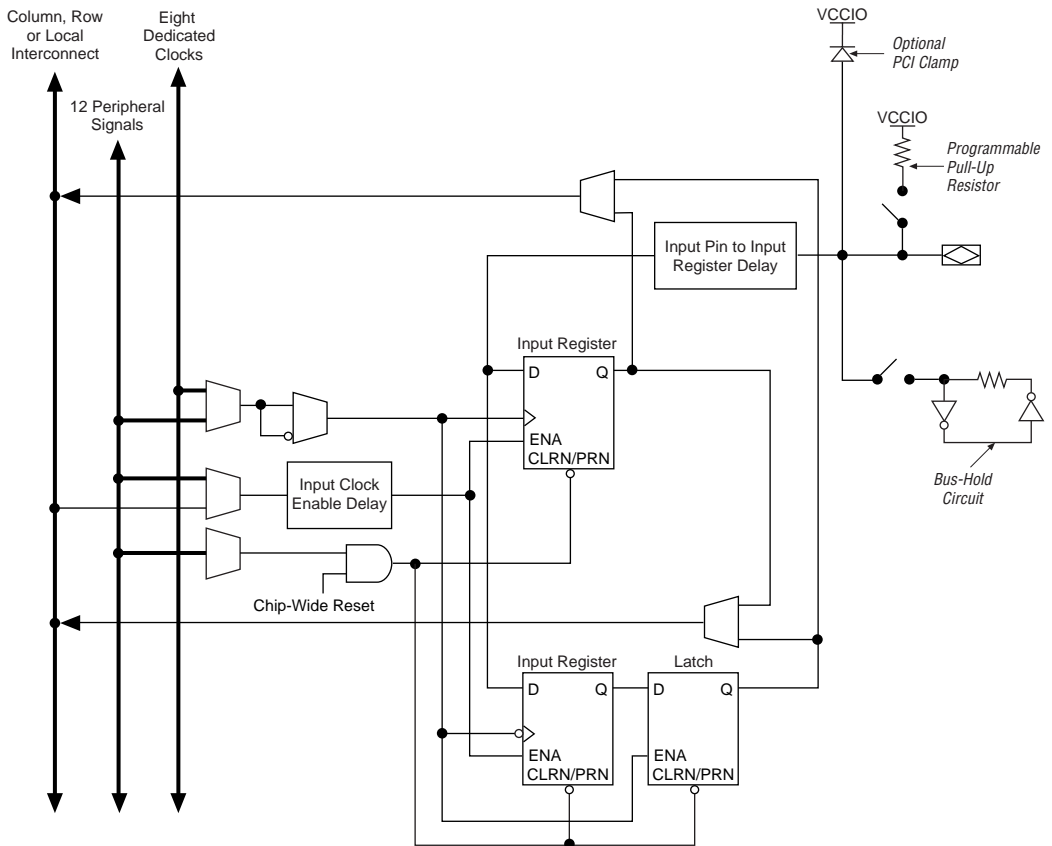 Column, Row
or Local
Interconnect
Eight
Dedicated
Clocks
12 Peripheral
Signals
VCCIO
Optional
PCI Clamp
VCCIO
Programmable
Pull-Up
Resistor
Input Pin to Input
Register Delay
Input Register
D
Q
ENA
CLRN/PRN
Input Clock
Enable Delay
Chip-Wide Reset
Bus-Hold
Circuit
Input Register
D
Q
ENA
CLRN/PRN
Latch
D
Q
ENA
CLRN/PRN